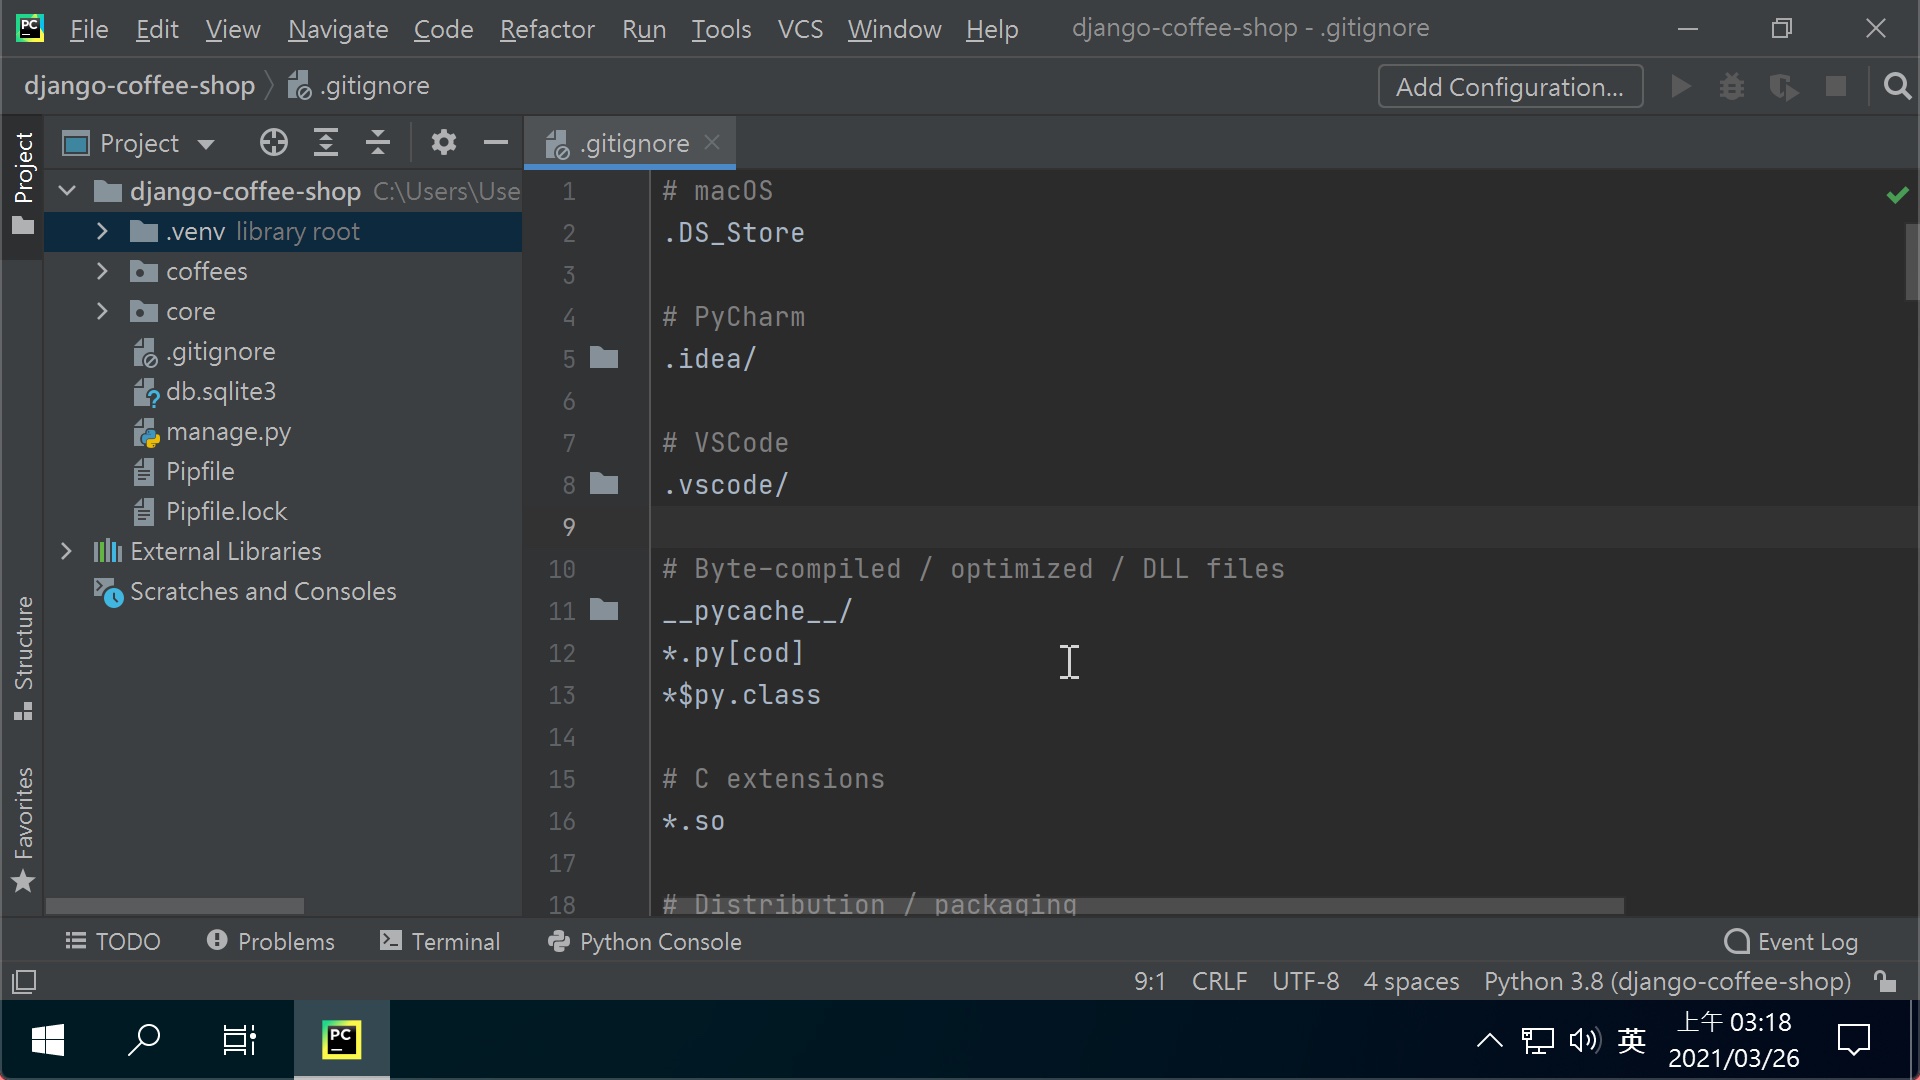 PC File Edit View Navigate Code Refactor Run Tools VCS Window Help django-coffee-shop - .gitignore
django-coffee-shop .gitignore Add Configuration...
Project .gitignore
Project
Structure
Favorites
django-coffee-shop C:\Users\Use
.venv library root
coffees
core
.gitignore
db.sqlite3
manage.py
Pipfile
Pipfile.lock
External Libraries
Scratches and Consoles
1 # macOS
2 .DS_Store
3
4 # PyCharm
5 .idea/
6
7 # VSCode
8 .vscode/
9
10 # Byte-compiled / optimized / DLL files
11 __pycache__/
12 *.py[cod]
13 *$py.class
14
15 # C extensions
16 *.so
17
18 # Distribution / packaging
TODO Problems Terminal Python Console Event Log
9:1 CRLF UTF-8 4 spaces Python 3.8 (django-coffee-shop)
PC 英 上午 03:18
2021/03/26